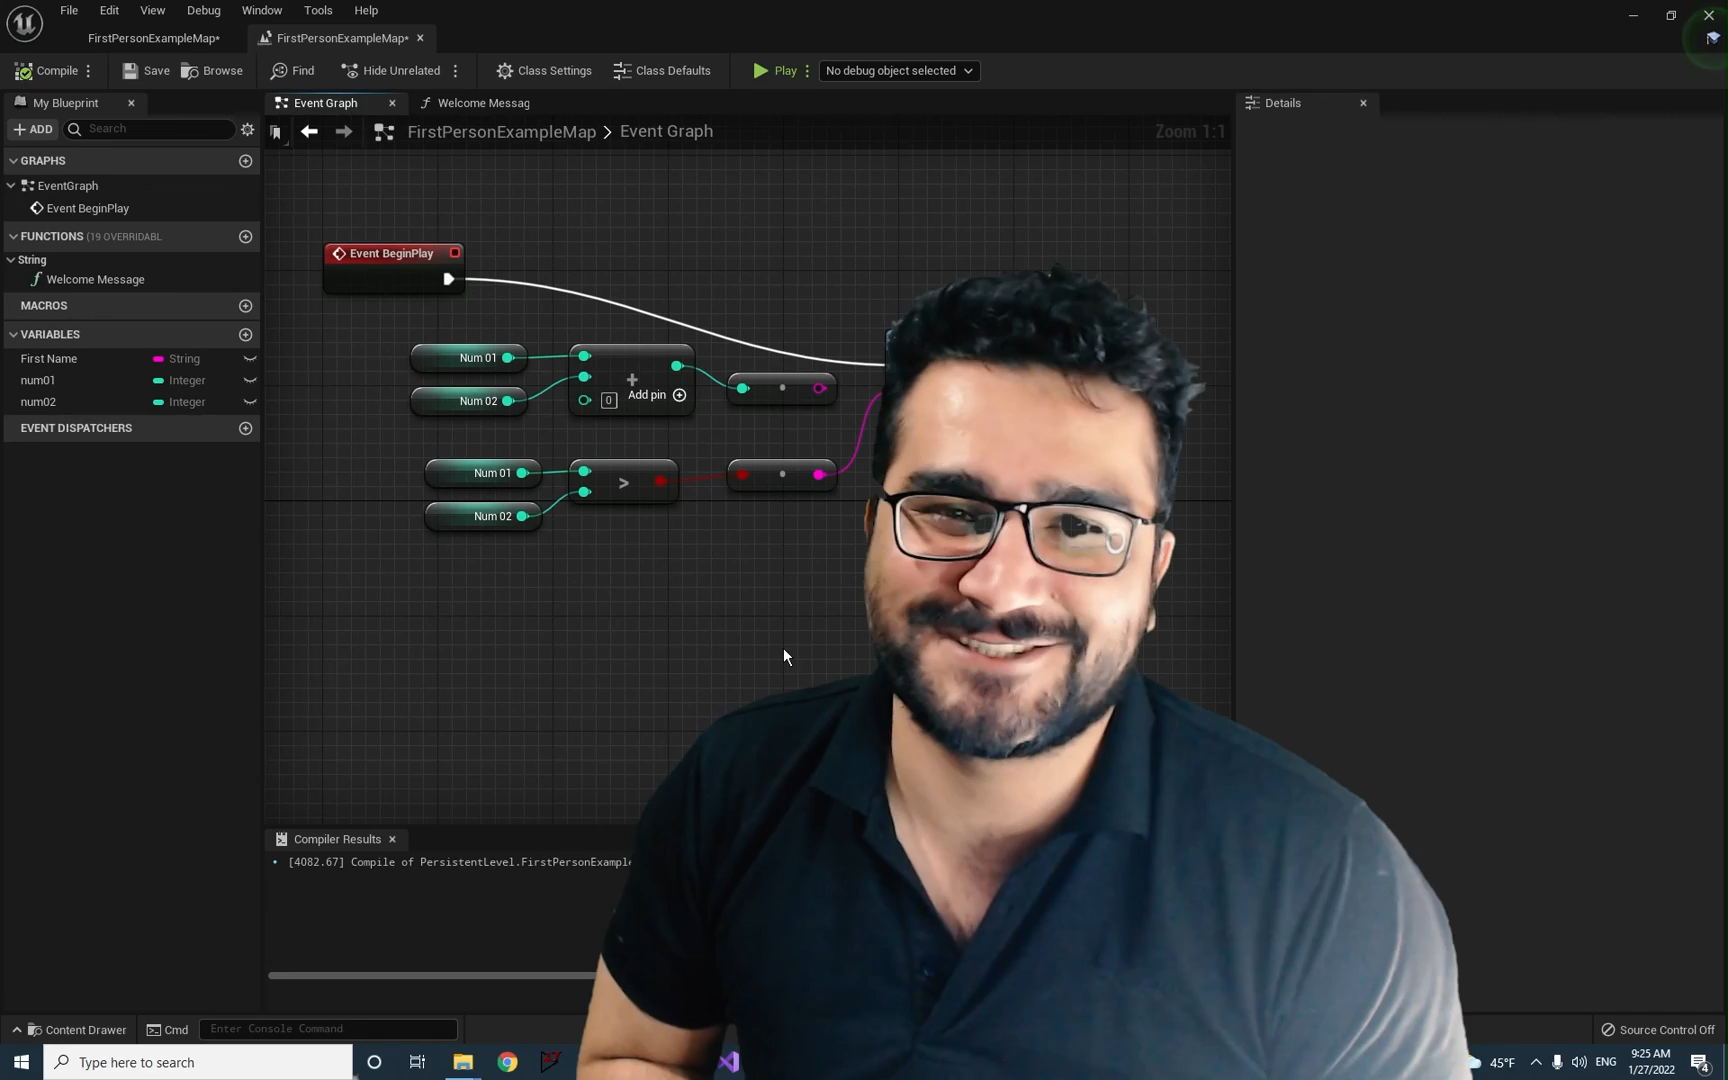 File Edit View Debug Window Tools Help
FirstPersonExampleMap* FirstPersonExampleMap*
Compile Save Browse Find Hide Unrelated Class Settings Class Defaults Play No debug object selected
My Blueprint Event Graph Welcome Messag Details
ADD Search FirstPersonExampleMap > Event Graph Zoom 1:1
GRAPHS
EventGraph
Event BeginPlay
FUNCTIONS (19 OVERRIDABL
String
Welcome Message
MACROS
VARIABLES
First Name String
num01 Integer
num02 Integer
EVENT DISPATCHERS
Event BeginPlay
Num 01
+
Num 02 0 Add pin
Num 01
>
Num 02
Compiler Results
[4082.67] Compile of PersistentLevel.FirstPersonExample
Content Drawer Cmd Enter Console Command Source Control Off
Type here to search 45°F ENG 9:25 AM
1/27/2022 4